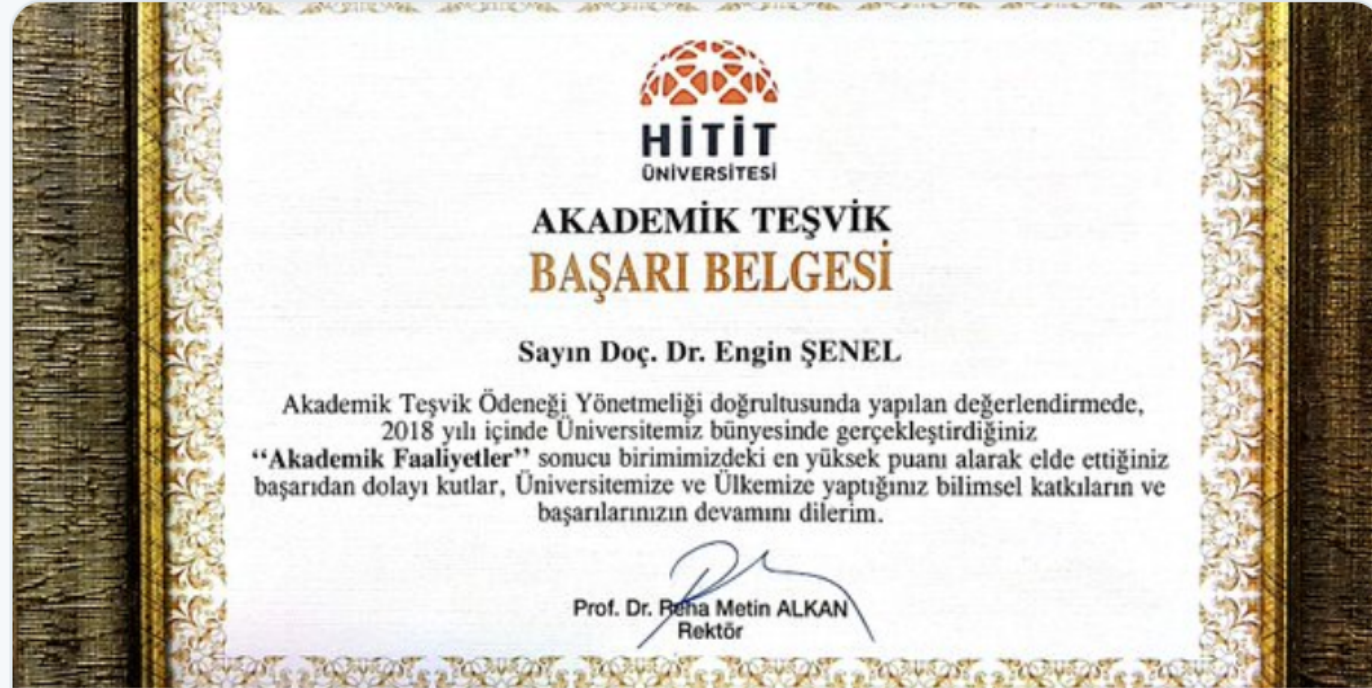 HİTİT
ÜNİVERSİTESİ
AKADEMİK TEŞVİK
BAŞARI BELGESİ
Sayın Doç. Dr. Engin ŞENEL
Akademik Teşvik Ödeneği Yönetmeliği doğrultusunda yapılan değerlendirmede,
2018 yılı içinde Üniversitemiz bünyesinde gerçekleştirdiğiniz
“Akademik Faaliyetler” sonucu birimimizdeki en yüksek puanı alarak elde ettiğiniz
başarıdan dolayı kutlar, Üniversitemize ve Ülkemize yaptığınız bilimsel katkıların ve
başarılarınızın devamını dilerim.
Prof. Dr. Reha Metin ALKAN
Rektör